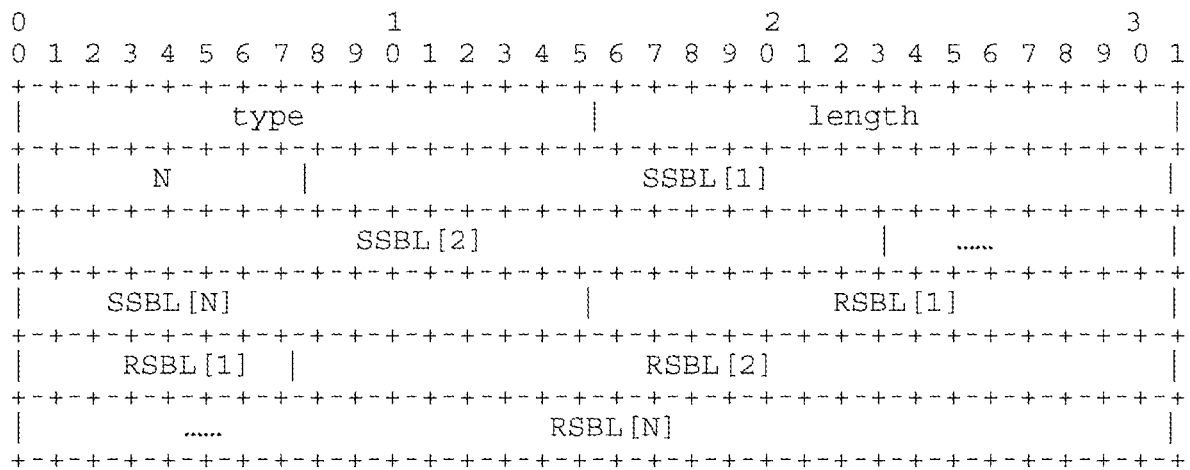 0                   1                   2                   3
0 1 2 3 4 5 6 7 8 9 0 1 2 3 4 5 6 7 8 9 0 1 2 3 4 5 6 7 8 9 0 1
+-+-+-+-+-+-+-+-+-+-+-+-+-+-+-+-+-+-+-+-+-+-+-+-+-+-+-+-+-+-+-+
| type | length |
+-+-+-+-+-+-+-+-+-+-+-+-+-+-+-+-+-+-+-+-+-+-+-+-+-+-+-+-+-+-+-+
| N | SSBL[1] |
+-+-+-+-+-+-+-+-+-+-+-+-+-+-+-+-+-+-+-+-+-+-+-+-+-+-+-+-+-+-+-+
| SSBL[2] | ...... |
+-+-+-+-+-+-+-+-+-+-+-+-+-+-+-+-+-+-+-+-+-+-+-+-+-+-+-+-+-+-+-+
| SSBL[N] | RSBL[1] |
+-+-+-+-+-+-+-+-+-+-+-+-+-+-+-+-+-+-+-+-+-+-+-+-+-+-+-+-+-+-+-+
| RSBL[1] | RSBL[2] |
+-+-+-+-+-+-+-+-+-+-+-+-+-+-+-+-+-+-+-+-+-+-+-+-+-+-+-+-+-+-+-+
| ...... RSBL[N] |
+-+-+-+-+-+-+-+-+-+-+-+-+-+-+-+-+-+-+-+-+-+-+-+-+-+-+-+-+-+-+-+